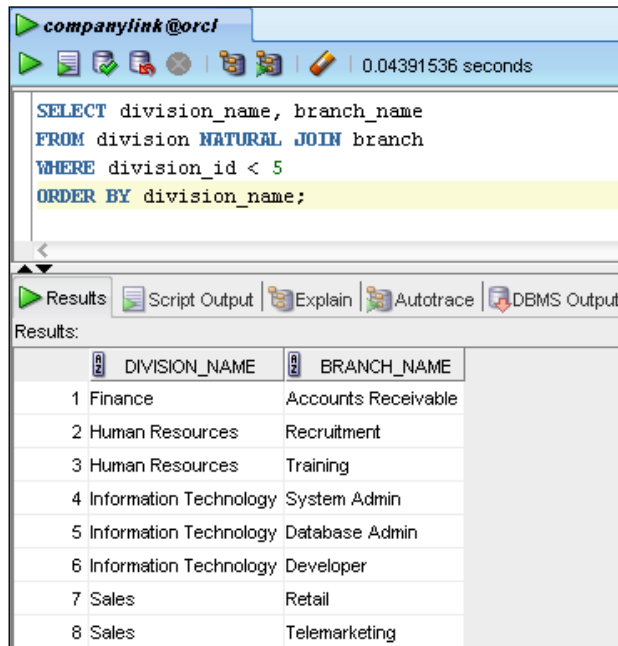 companylink@orcl
0.04391536 seconds
SELECT division_name, branch_name
FROM division NATURAL JOIN branch
WHERE division_id < 5
ORDER BY division_name;
Results Script Output Explain Autotrace DBMS Output
Results:
DIVISION_NAME BRANCH_NAME
1 Finance Accounts Receivable
2 Human Resources Recruitment
3 Human Resources Training
4 Information Technology System Admin
5 Information Technology Database Admin
6 Information Technology Developer
7 Sales Retail
8 Sales Telemarketing